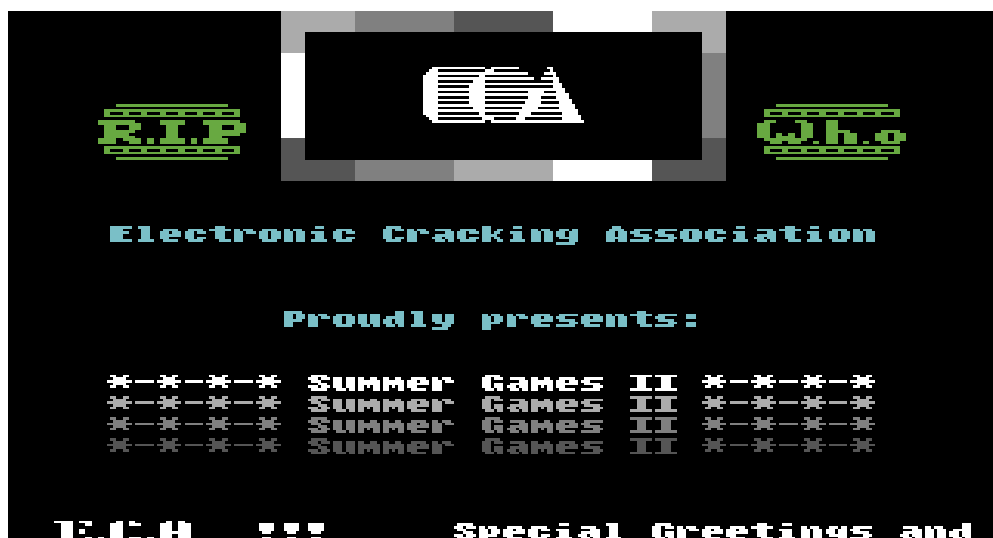 ECA
R.I.P
W.h.o
Electronic Cracking Association
Proudly presents:
*-*-*-* Summer Games II *-*-*-*
*-*-*-* Summer Games II *-*-*-*
*-*-*-* Summer Games II *-*-*-*
*-*-*-* Summer Games II *-*-*-*
E.C.A !!! Special Greetings and